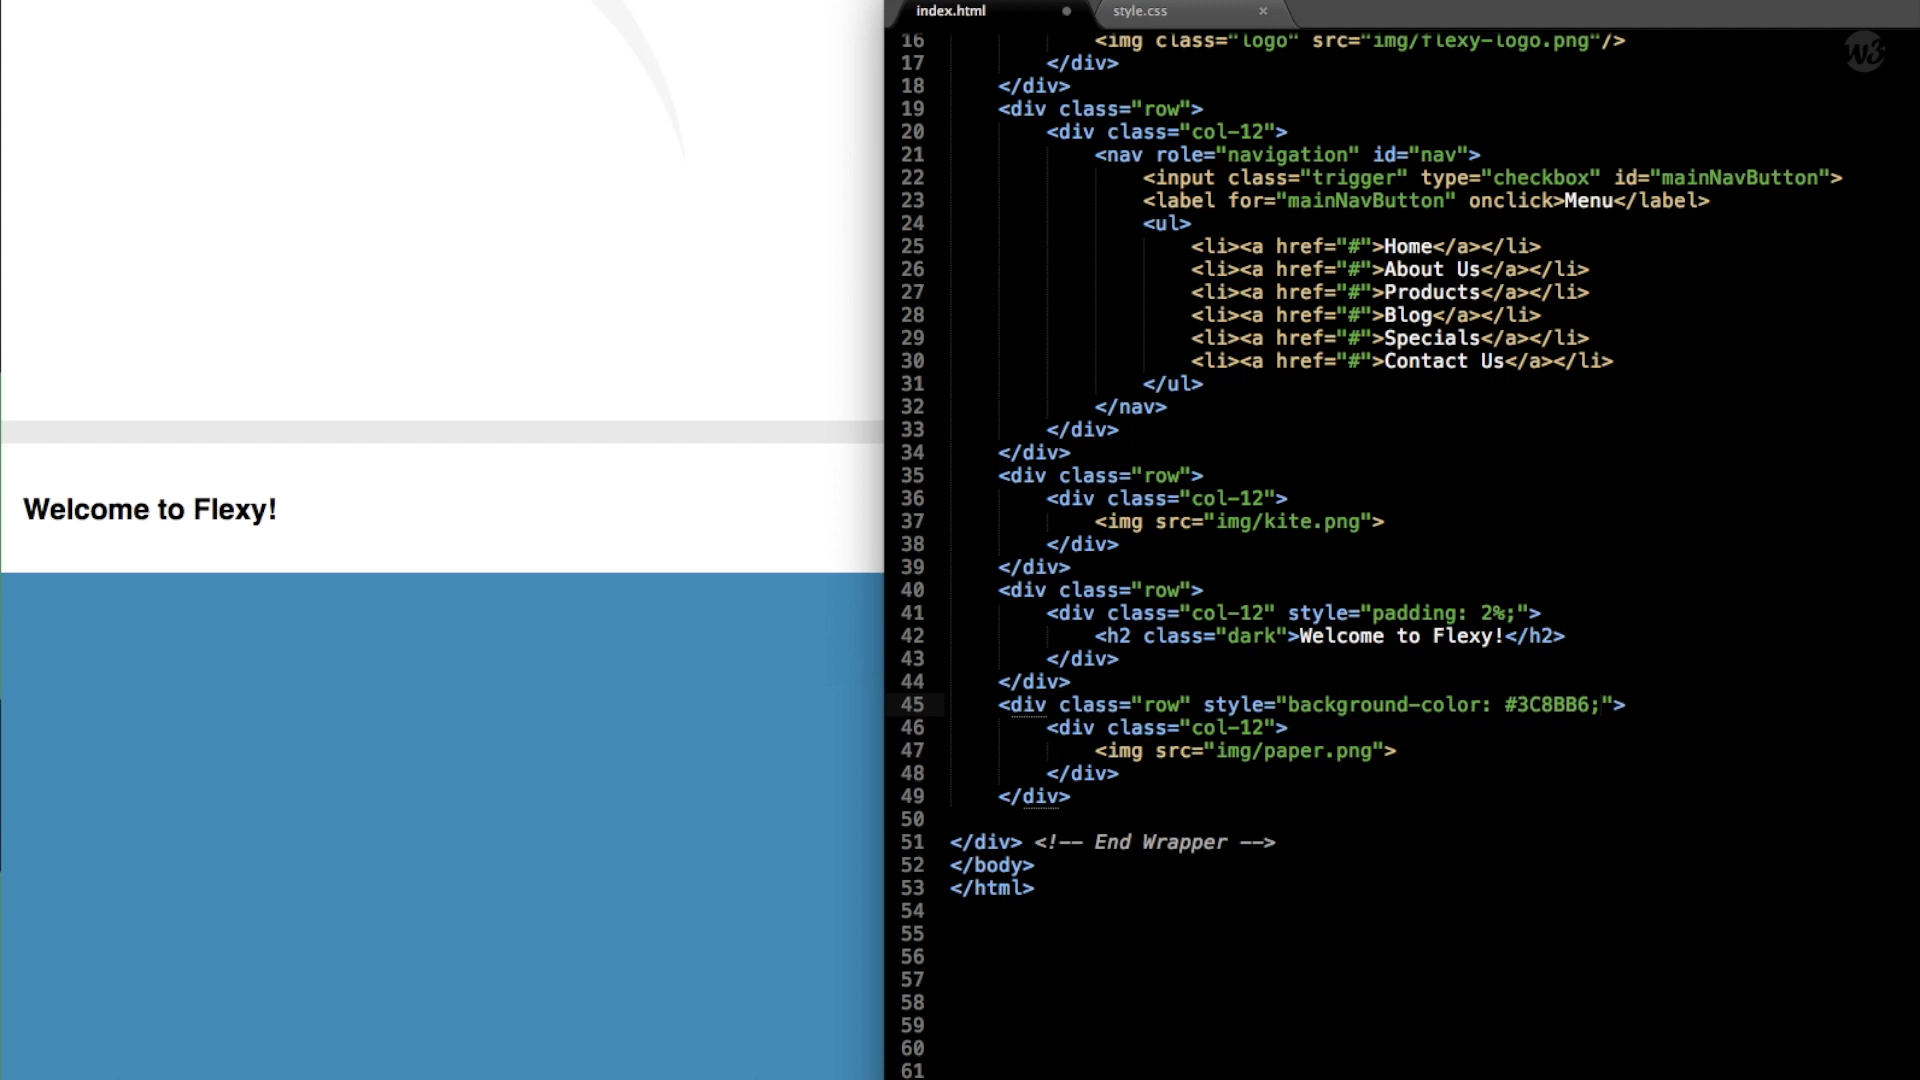 Welcome to Flexy!
index.html
style.css ×
W3
16 <img class="logo" src="img/flexy-logo.png"/>
17 </div>
18 </div>
19 <div class="row">
20 <div class="col-12">
21 <nav role="navigation" id="nav">
22 <input class="trigger" type="checkbox" id="mainNavButton">
23 <label for="mainNavButton" onclick>Menu</label>
24 <ul>
25 <li><a href="#">Home</a></li>
26 <li><a href="#">About Us</a></li>
27 <li><a href="#">Products</a></li>
28 <li><a href="#">Blog</a></li>
29 <li><a href="#">Specials</a></li>
30 <li><a href="#">Contact Us</a></li>
31 </ul>
32 </nav>
33 </div>
34 </div>
35 <div class="row">
36 <div class="col-12">
37 <img src="img/kite.png">
38 </div>
39 </div>
40 <div class="row">
41 <div class="col-12" style="padding: 2%;">
42 <h2 class="dark">Welcome to Flexy!</h2>
43 </div>
44 </div>
45 <div class="row" style="background-color: #3C8BB6;">
46 <div class="col-12">
47 <img src="img/paper.png">
48 </div>
49 </div>
50
51 </div> <!-- End Wrapper -->
52 </body>
53 </html>
54
55
56
57
58
59
60
61